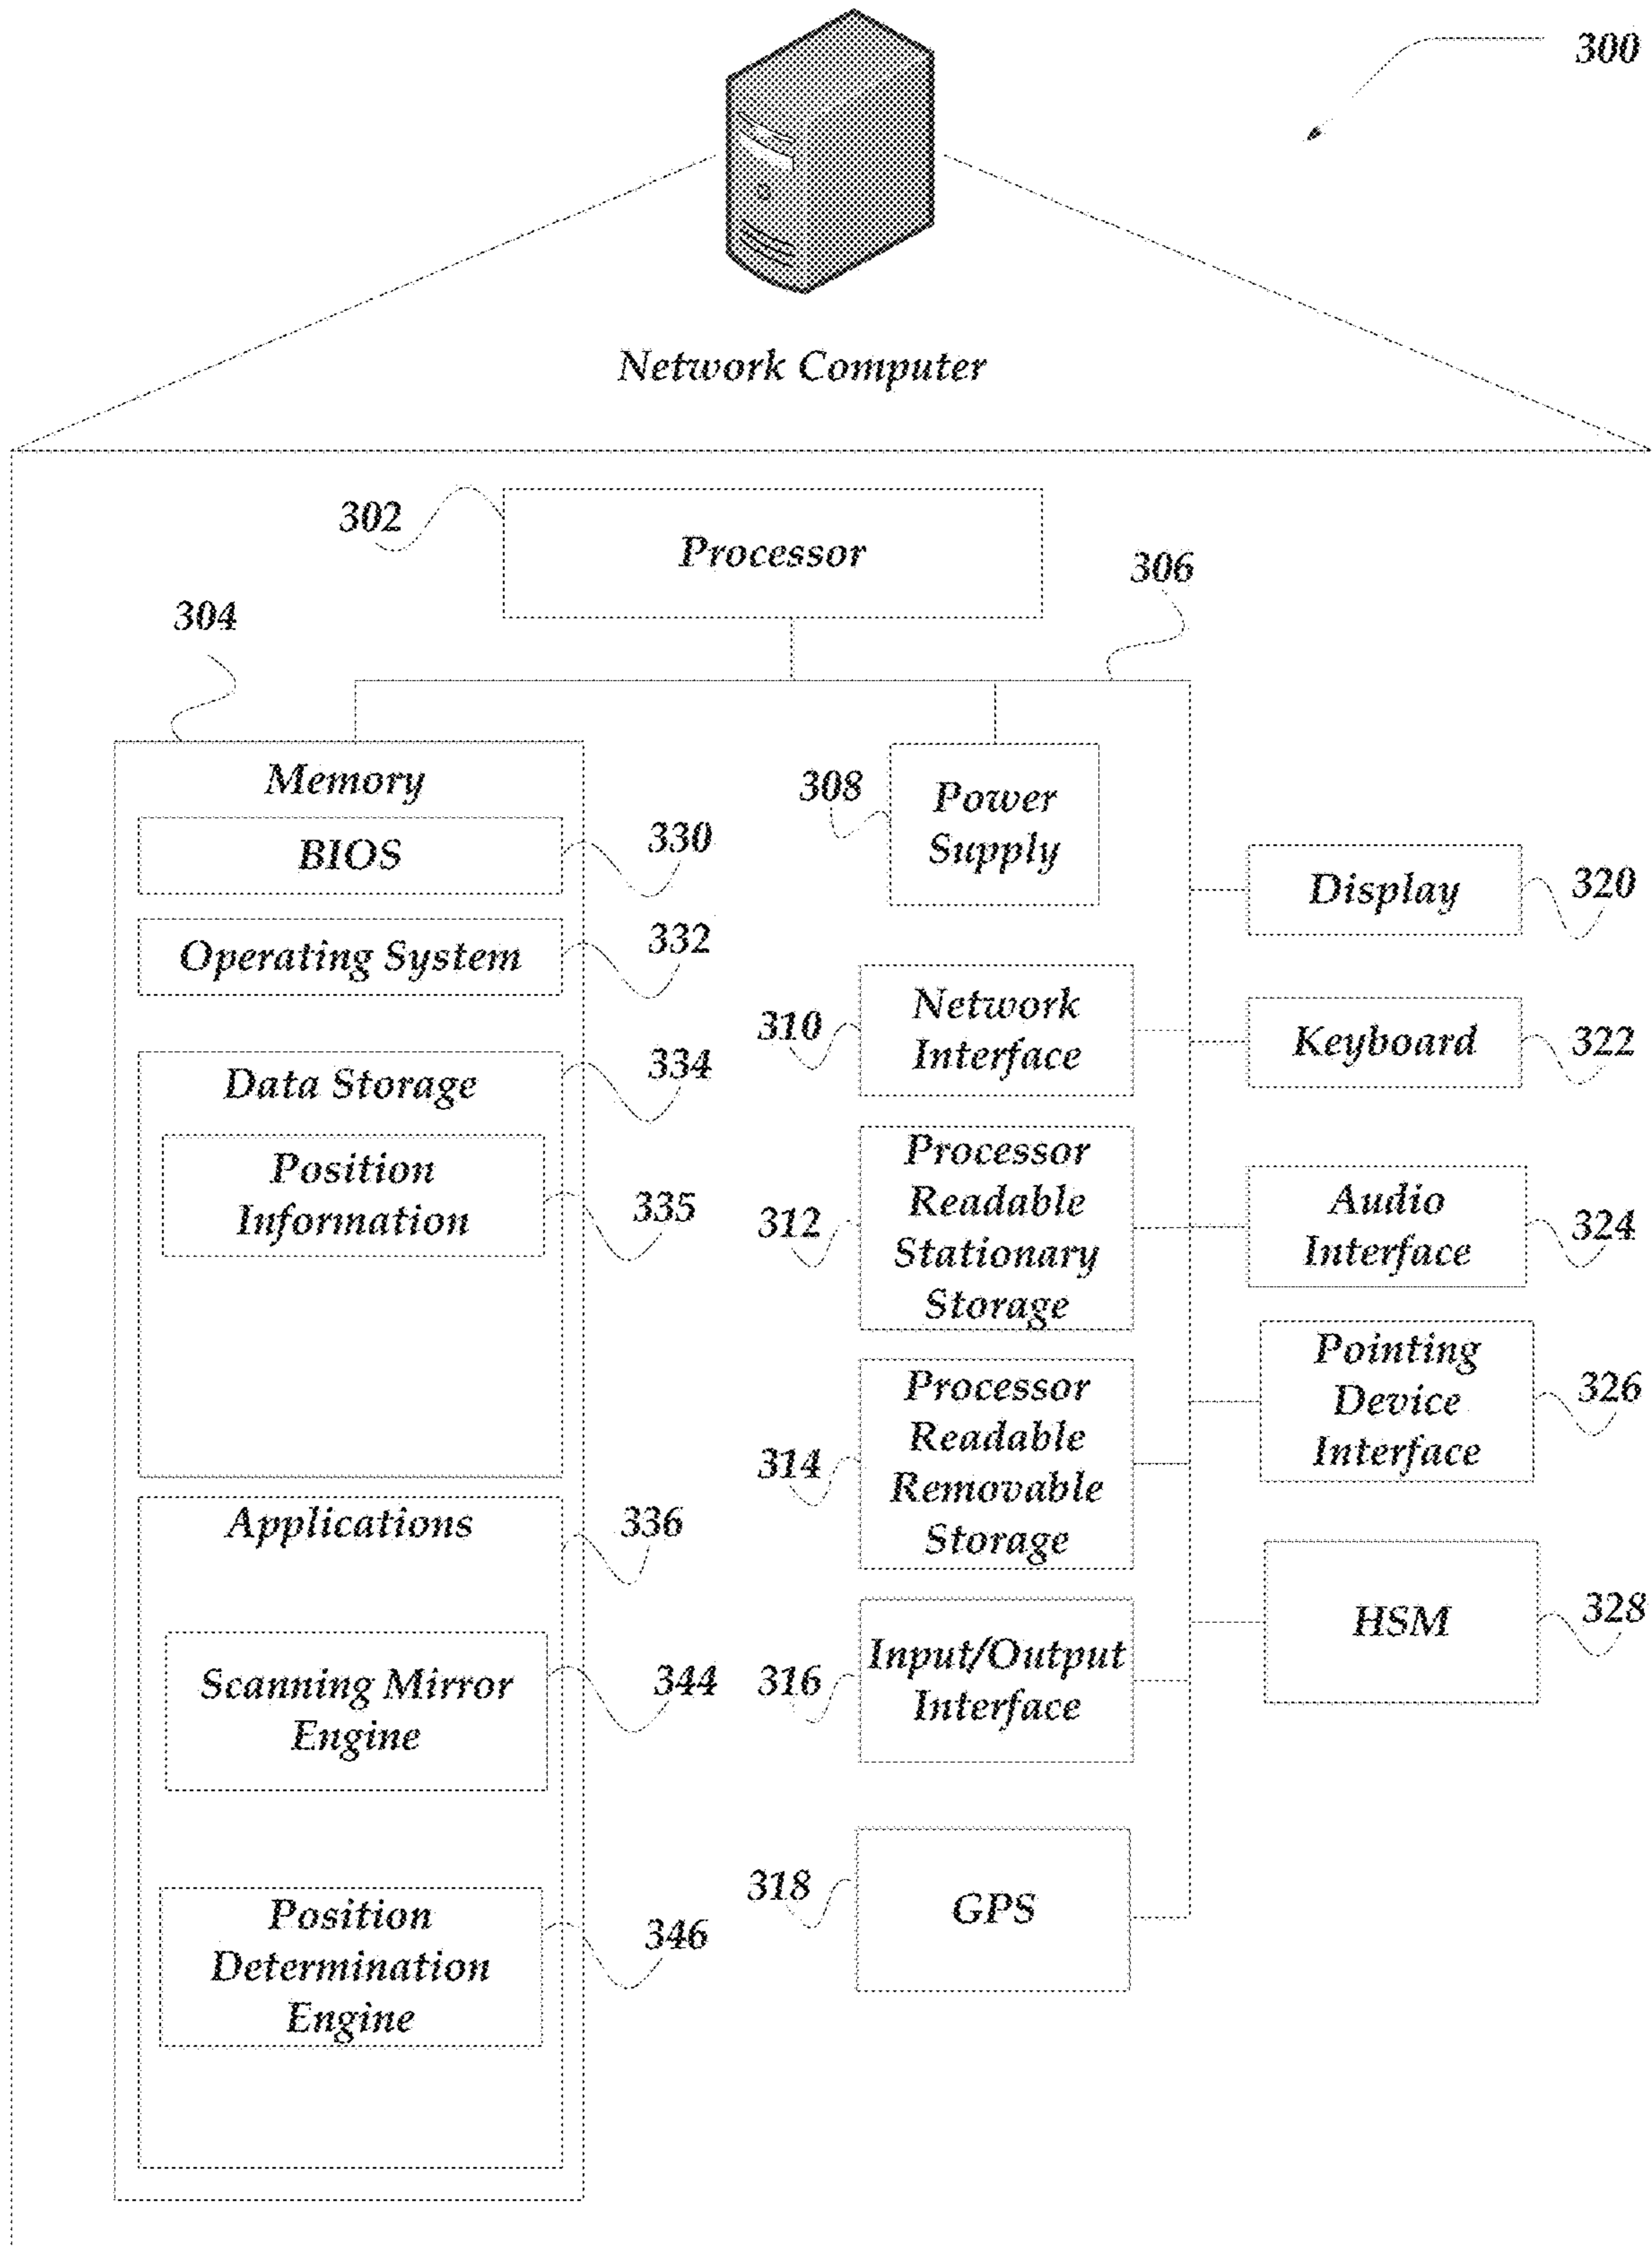 300
Network Computer
302
Processor
306
304
Memory
BIOS
330
Operating System
332
Data Storage
334
Position
Information
335
Applications
336
Scanning Mirror
Engine
344
Position
Determination
Engine
346
308
Power
Supply
310
Network
Interface
312
Processor
Readable
Stationary
Storage
314
Processor
Readable
Removable
Storage
316
Input/Output
Interface
318
GPS
Display
320
Keyboard
322
Audio
Interface
324
Pointing
Device
Interface
326
HSM
328